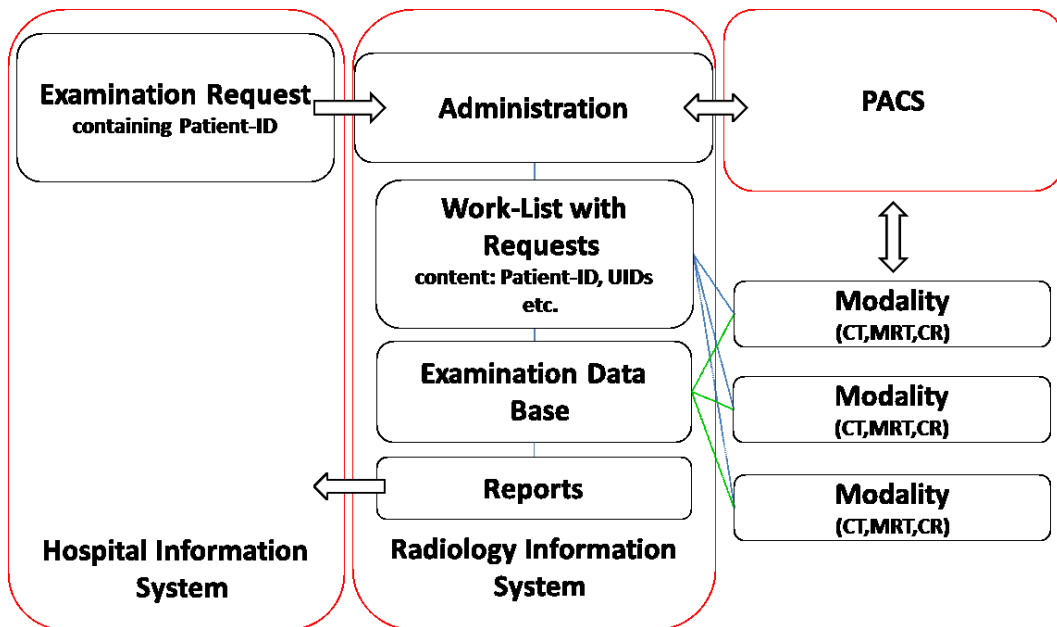 Examination Request
containing Patient-ID
Administration
PACS
Work-List with
Requests
content: Patient-ID, UIDs
etc.
Modality
(CT,MRT,CR)
Examination Data
Base
Modality
(CT,MRT,CR)
Reports
Modality
(CT,MRT,CR)
Hospital Information
System
Radiology Information
System